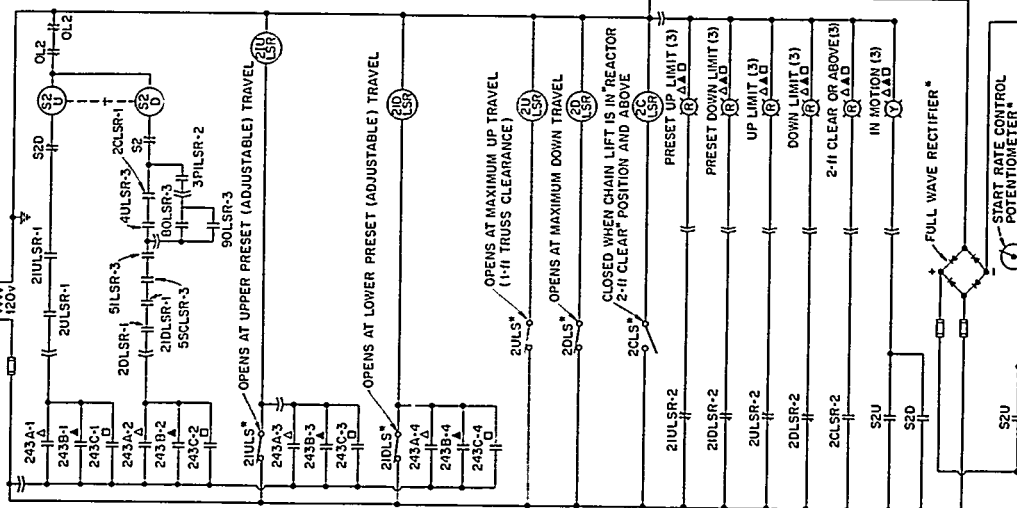 OL2
OL2
120v
S2
U
S2
D
S2D
S2
2CLSR-1
4ULSR-3
3PILSR-2
80LSR-3
90LSR-3
21ULSR-1
2ULSR-1
51LSR-3
5SCLSR-3
21DLSR-1
2DLSR-1
243A-1
243B-1
243C-1
243A-2
243B-2
243C-2
21U
LSR
OPENS AT UPPER PRESET (ADJUSTABLE) TRAVEL
21ULS*
243A-3
243B-3
243C-3
21D
LSR
OPENS AT LOWER PRESET (ADJUSTABLE) TRAVEL
21DLS*
243A-4
243B-4
243C-4
2U
LSR
OPENS AT MAXIMUM UP TRAVEL
(1-ft TRUSS CLEARANCE)
2ULS*
2D
LSR
OPENS AT MAXIMUM DOWN TRAVEL
2DLS*
2C
LSR
CLOSED WHEN CHAIN LIFT IS IN "REACTOR
2-ft CLEAR" POSITION AND ABOVE
2CLS*
PRESET UP LIMIT (3)
R
21ULSR-2
PRESET DOWN LIMIT (3)
R
21DLSR-2
UP LIMIT (3)
R
2ULSR-2
DOWN LIMIT (3)
R
2DLSR-2
2-ft CLEAR OR ABOVE(3)
R
2CLSR-2
IN MOTION (3)
Y
S2U
S2D
FULL WAVE RECTIFIER*
+
−
START RATE CONTROL
POTENTIOMETER*
S2U